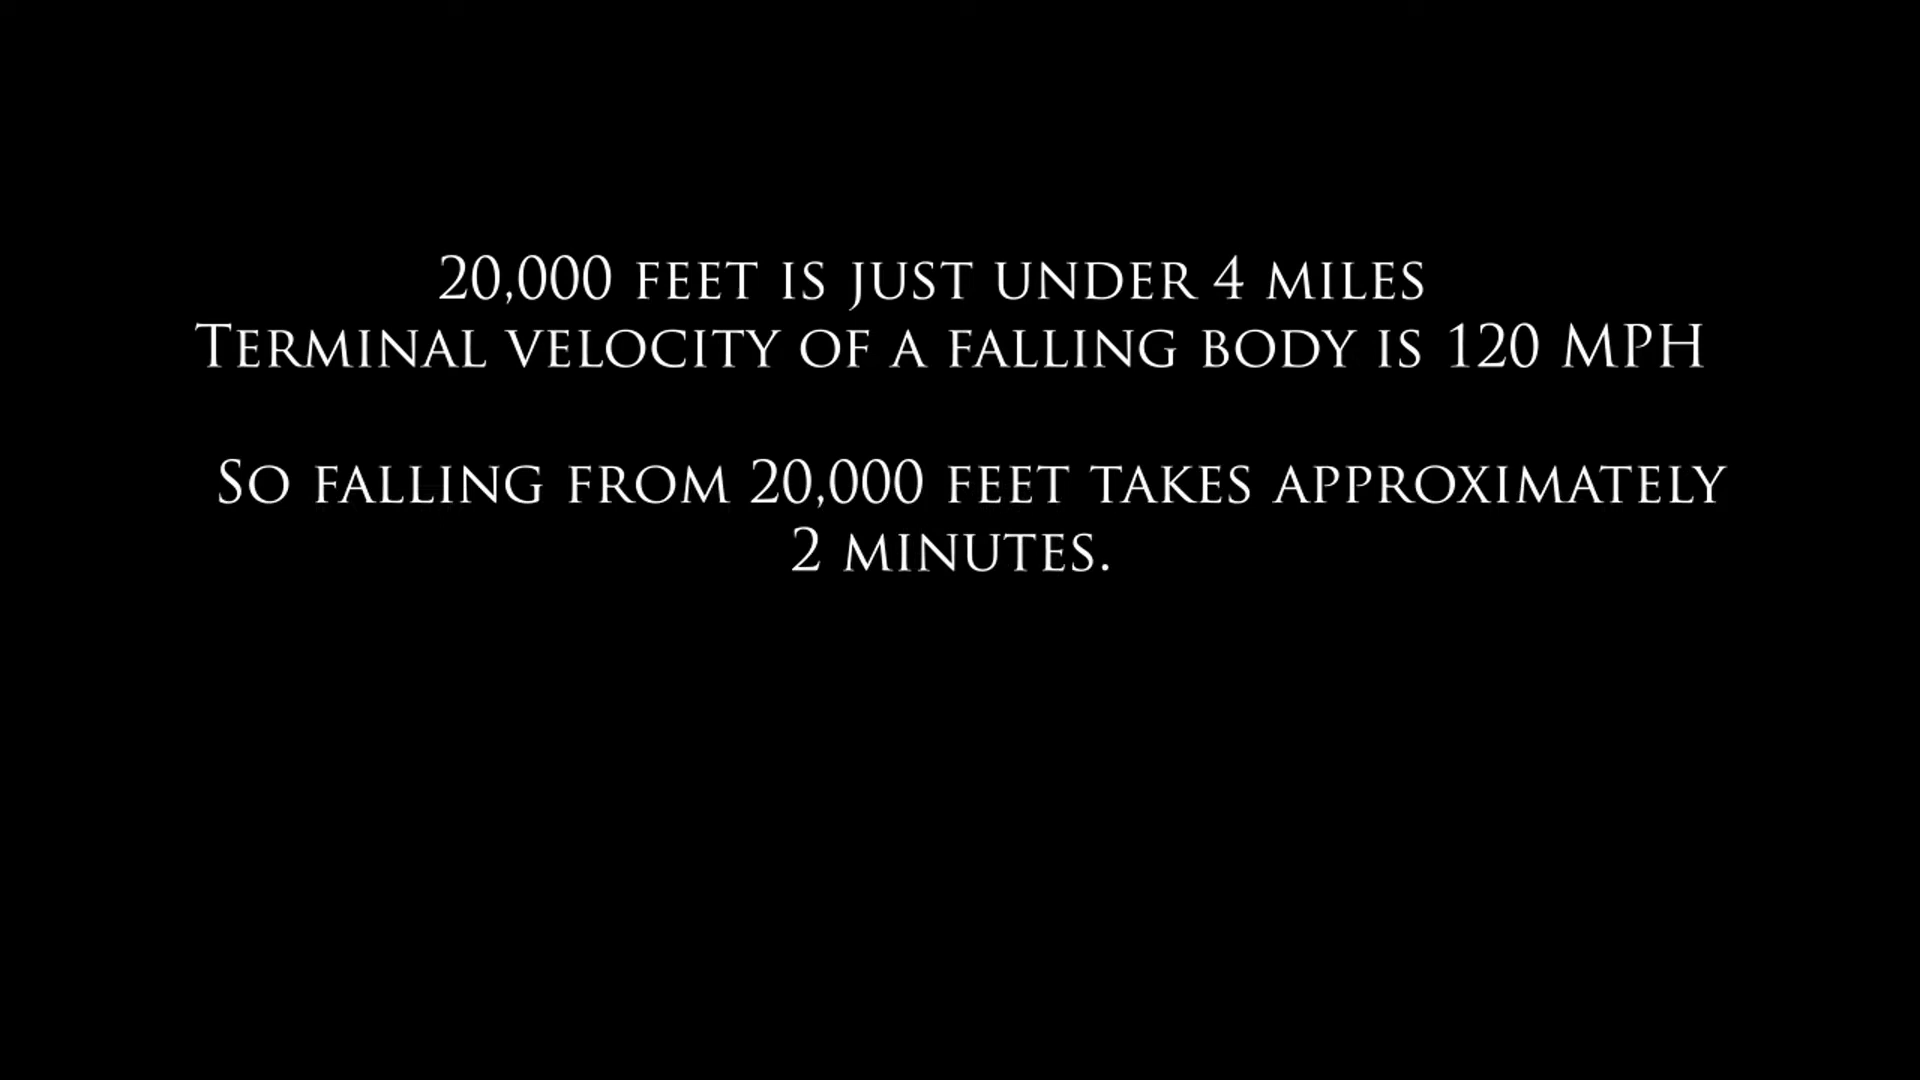 20,000 feet is just under 4 miles
Terminal velocity of a falling body is 120 MPH
So falling from 20,000 feet takes approximately
2 minutes.